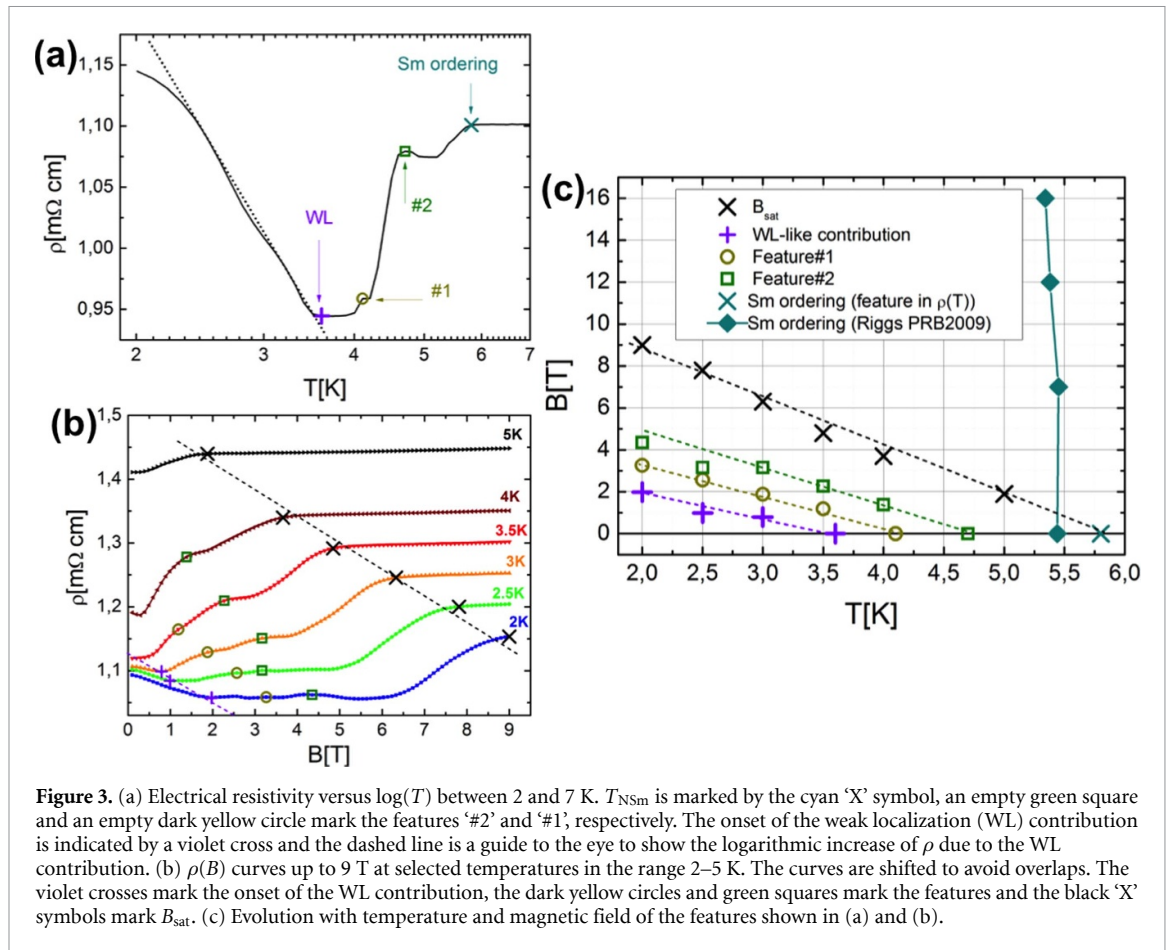 (a)
1,15
1,10
1,05
1,00
0,95
ρ[mΩ cm]
Sm ordering
#2
WL
#1
2 3 4 5 6 7
T[K]
(b)
1,5
1,4
1,3
1,2
1,1
ρ[mΩ cm]
5K
4K
3.5K
3K
2.5K
2K
0 1 2 3 4 5 6 7 8 9
B[T]
(c)
16
14
12
10
8
6
4
2
0
B[T]
B_sat
WL-like contribution
Feature#1
Feature#2
Sm ordering (feature in ρ(T))
Sm ordering (Riggs PRB2009)
2,0 2,5 3,0 3,5 4,0 4,5 5,0 5,5 6,0
T[K]
Figure 3. (a) Electrical resistivity versus log(T) between 2 and 7 K. T_NSm is marked by the cyan ‘X’ symbol, an empty green square
and an empty dark yellow circle mark the features ‘#2’ and ‘#1’, respectively. The onset of the weak localization (WL) contribution
is indicated by a violet cross and the dashed line is a guide to the eye to show the logarithmic increase of ρ due to the WL
contribution. (b) ρ(B) curves up to 9 T at selected temperatures in the range 2–5 K. The curves are shifted to avoid overlaps. The
violet crosses mark the onset of the WL contribution, the dark yellow circles and green squares mark the features and the black ‘X’
symbols mark B_sat. (c) Evolution with temperature and magnetic field of the features shown in (a) and (b).